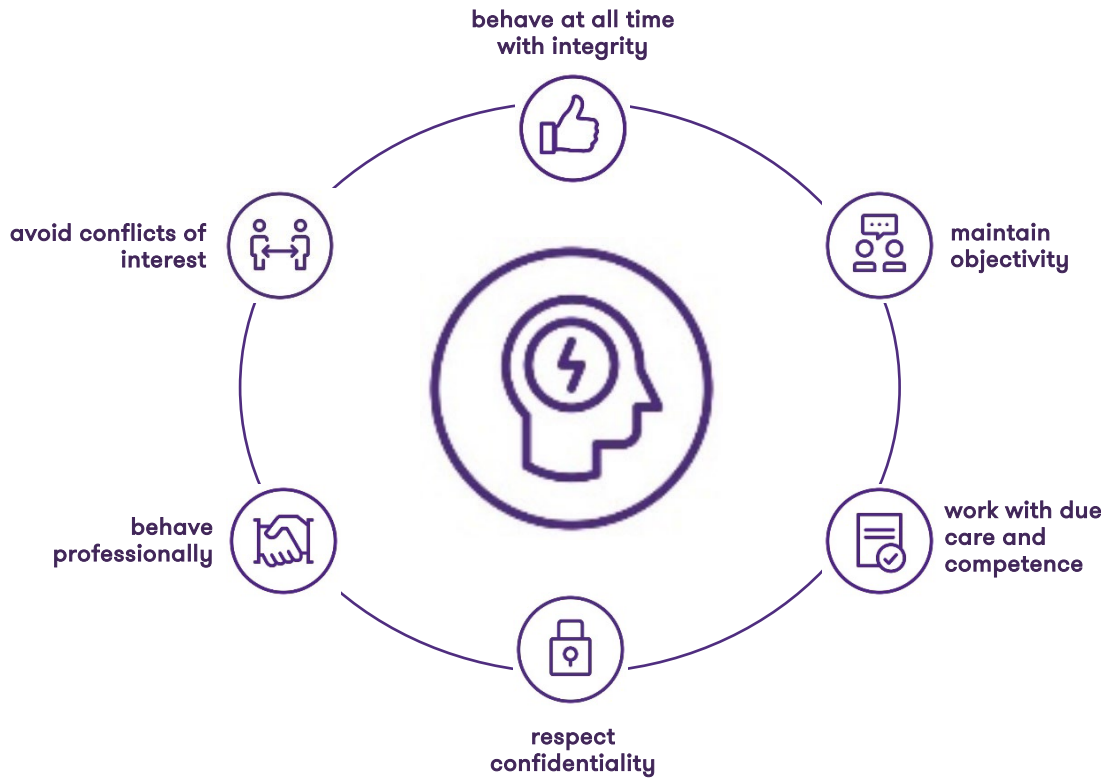 behave at all time
with integrity
maintain
objectivity
work with due
care and
competence
respect
confidentiality
behave
professionally
avoid conflicts of
interest